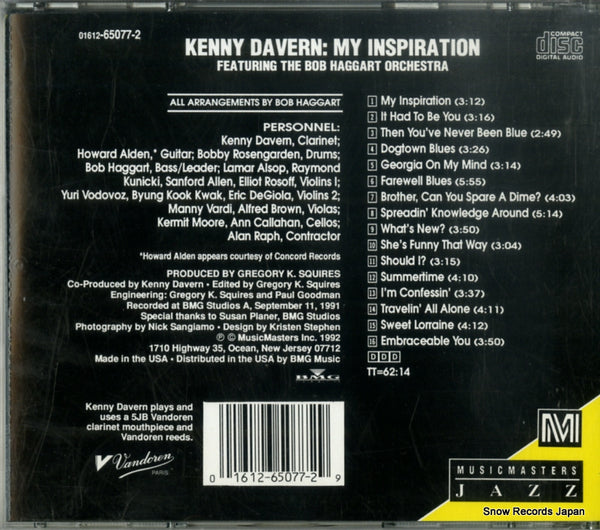 01612-65077-2
KENNY DAVERN: MY INSPIRATION
FEATURING THE BOB HAGGART ORCHESTRA
COMPACT
disc
DIGITAL AUDIO
ALL ARRANGEMENTS BY BOB HAGGART
PERSONNEL:
Kenny Davern, Clarinet;
Howard Alden,* Guitar; Bobby Rosengarden, Drums;
Bob Haggart, Bass/Leader; Lamar Alsop, Raymond
Kunicki, Sanford Allen, Elliot Rosoff, Violins I;
Yuri Vodovoz, Byung Kook Kwak, Eric DeGiola, Violins 2;
Manny Vardi, Alfred Brown, Violas;
Kermit Moore, Ann Callahan, Cellos;
Alan Raph, Contractor
*Howard Alden appears courtesy of Concord Records
PRODUCED BY GREGORY K. SQUIRES
Co-Produced by Kenny Davern • Edited by Gregory K. Squires
Engineering: Gregory K. Squires and Paul Goodman
Recorded at BMG Studios A, September 11, 1991
Special thanks to Susan Planer, BMG Studios
Photography by Nick Sangiamo • Design by Kristen Stephen
℗ © MusicMasters Inc. 1992
1710 Highway 35, Ocean, New Jersey 07712
Made in the USA • Distributed in the USA by BMG Music
BMG
1 My Inspiration (3:12)
2 It Had To Be You (3:16)
3 Then You've Never Been Blue (2:49)
4 Dogtown Blues (3:26)
5 Georgia On My Mind (3:14)
6 Farewell Blues (5:55)
7 Brother, Can You Spare A Dime? (4:03)
8 Spreadin' Knowledge Around (5:14)
9 What's New? (3:50)
10 She's Funny That Way (3:04)
11 Should I? (3:15)
12 Summertime (4:10)
13 I'm Confessin' (3:37)
14 Travelin' All Alone (4:11)
15 Sweet Lorraine (4:12)
16 Embraceable You (3:50)
DDD
TT=62:14
Kenny Davern plays and
uses a 5JB Vandoren
clarinet mouthpiece and
Vandoren reeds.
Vandoren
PARIS
0 1612-65077-2 9
M
MUSICMASTERS
JAZZ
Snow Records Japan